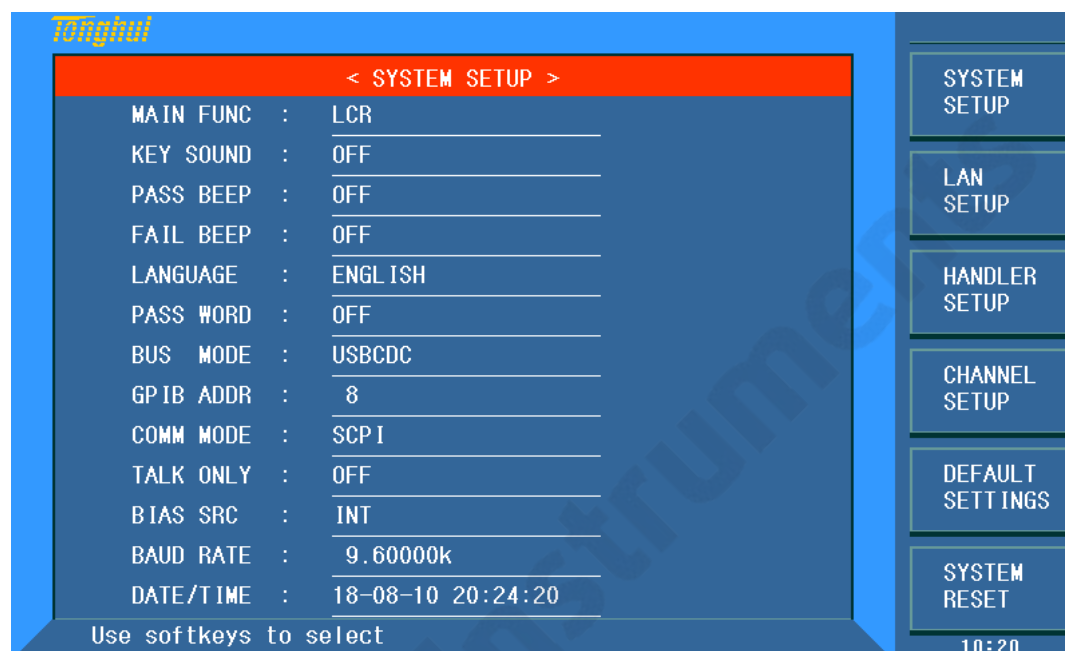 Tonghui
< SYSTEM SETUP >
MAIN FUNC : LCR
KEY SOUND : OFF
PASS BEEP : OFF
FAIL BEEP : OFF
LANGUAGE : ENGLISH
PASS WORD : OFF
BUS MODE : USBCDC
GPIB ADDR : 8
COMM MODE : SCPI
TALK ONLY : OFF
BIAS SRC : INT
BAUD RATE : 9.60000k
DATE/TIME : 18-08-10 20:24:20
Use softkeys to select
SYSTEM
SETUP
LAN
SETUP
HANDLER
SETUP
CHANNEL
SETUP
DEFAULT
SETTINGS
SYSTEM
RESET
10:20
instruments